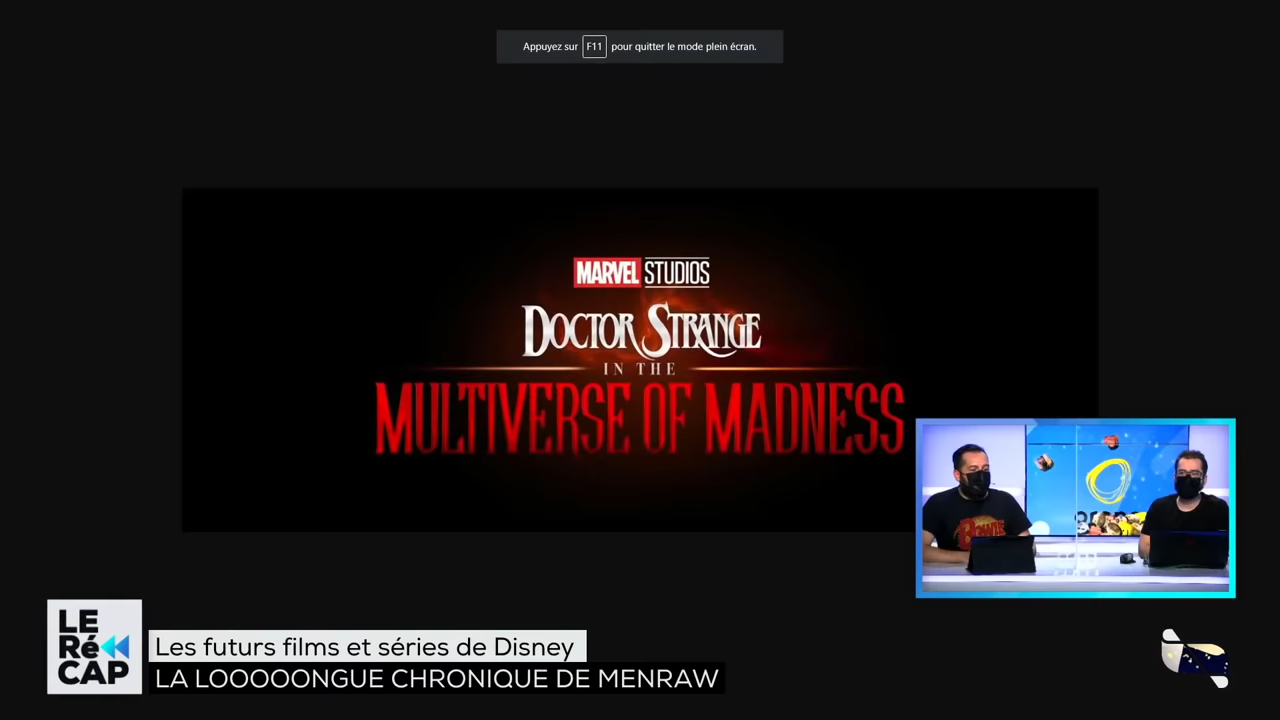 Appuyez sur F11 pour quitter le mode plein écran.
MARVEL STUDIOS
DOCTOR STRANGE
IN THE
MULTIVERSE OF MADNESS
LE
Ré
CAP
Les futurs films et séries de Disney
LA LOOOOONGUE CHRONIQUE DE MENRAW